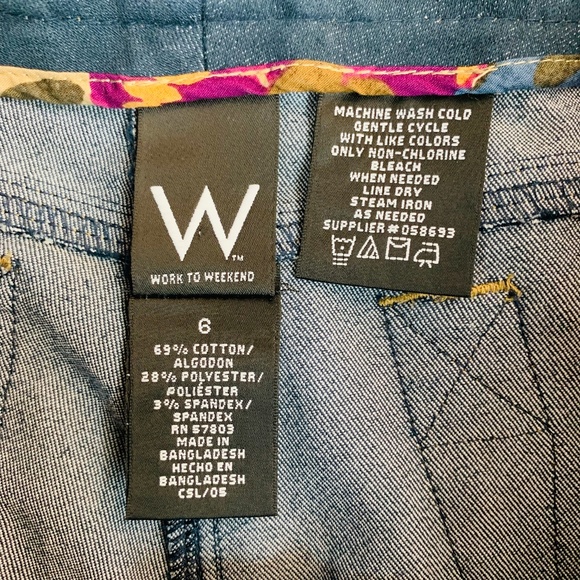 W™
WORK TO WEEKEND
6
69% COTTON/
ALGODON
28% POLYESTER/
POLIÉSTER
3% SPANDEX/
SPANDEX
RN 57803
MADE IN
BANGLADESH
HECHO EN
BANGLADESH
CSL/05
MACHINE WASH COLD
GENTLE CYCLE
WITH LIKE COLORS
ONLY NON-CHLORINE
BLEACH
WHEN NEEDED
LINE DRY
STEAM IRON
AS NEEDED
SUPPLIER# 058693